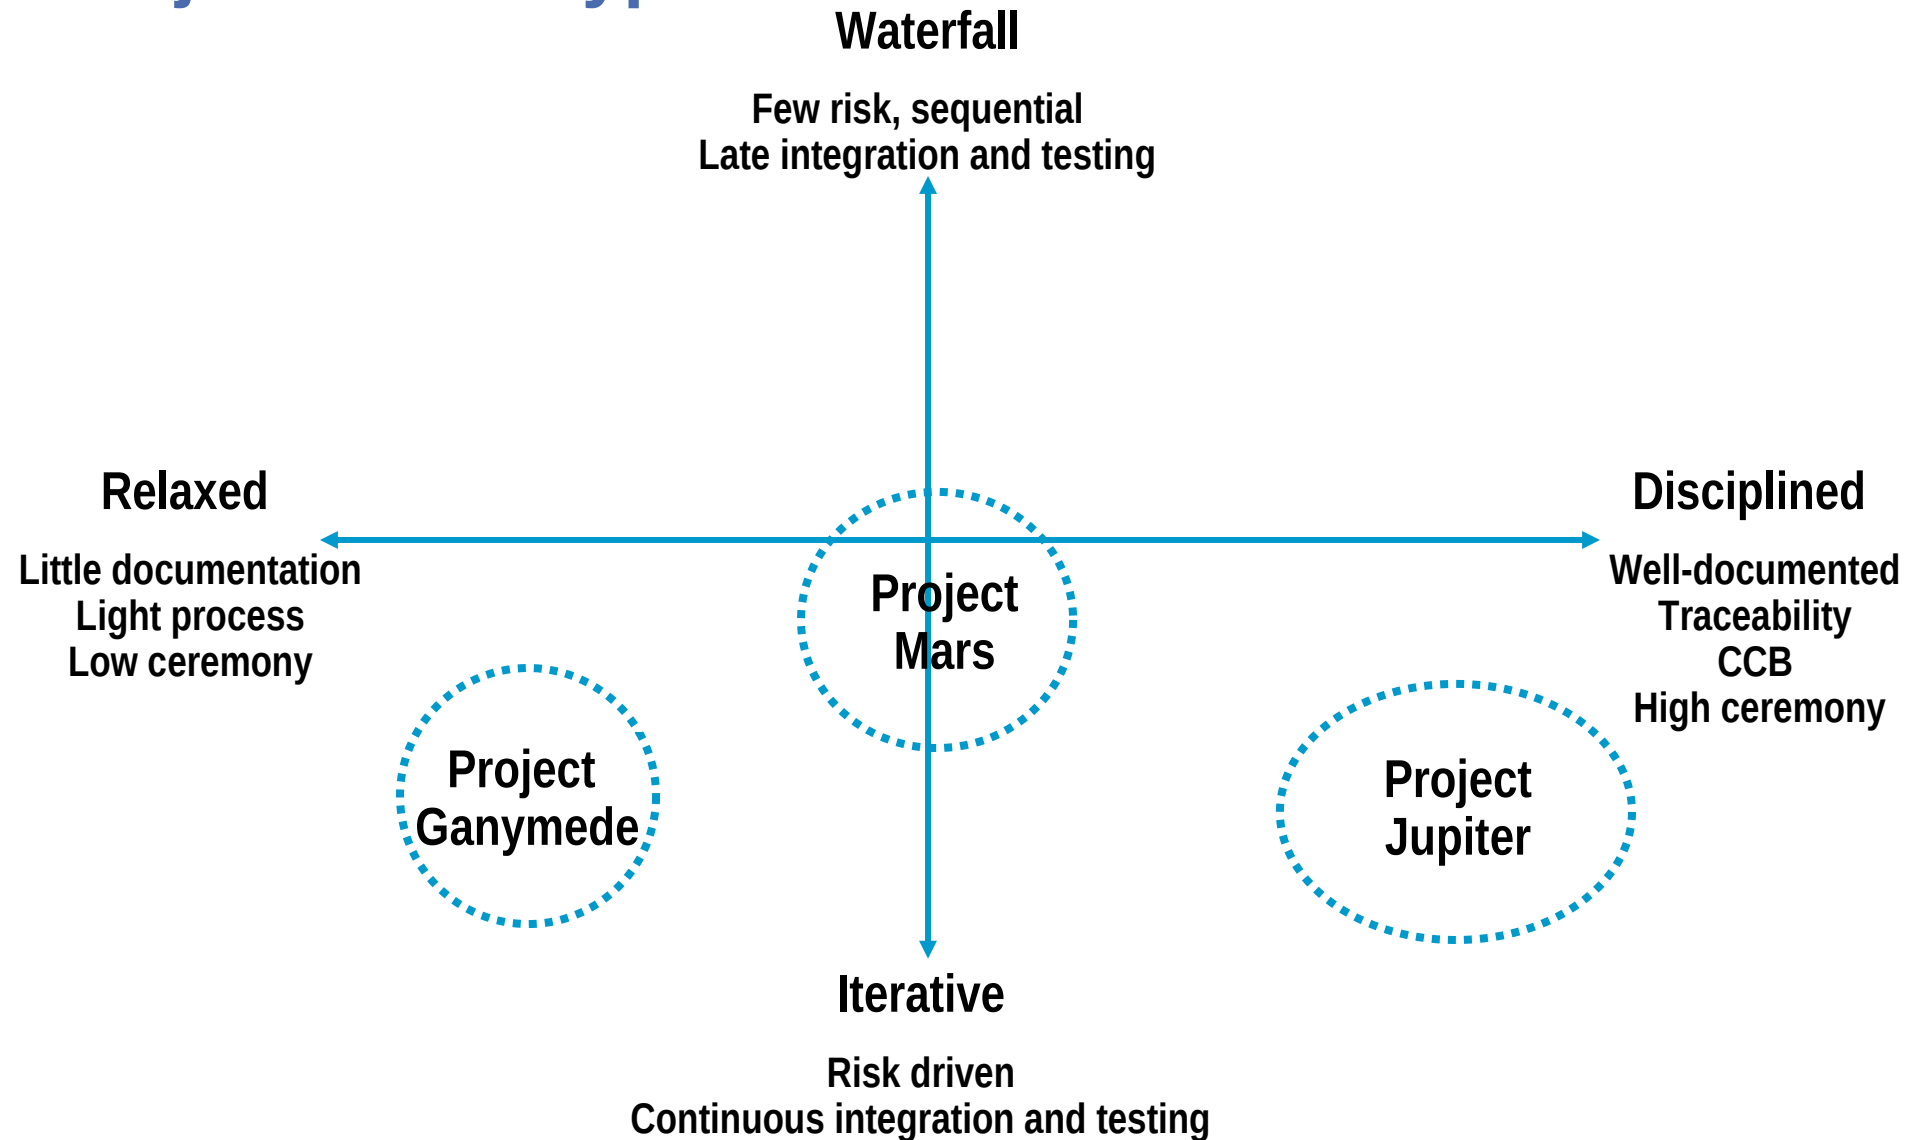 Waterfall
Few risk, sequential
Late integration and testing
Relaxed
Disciplined
Little documentation
Light process
Low ceremony
Well-documented
Traceability
CCB
High ceremony
Project
Mars
Project
Ganymede
Project
Jupiter
Iterative
Risk driven
Continuous integration and testing